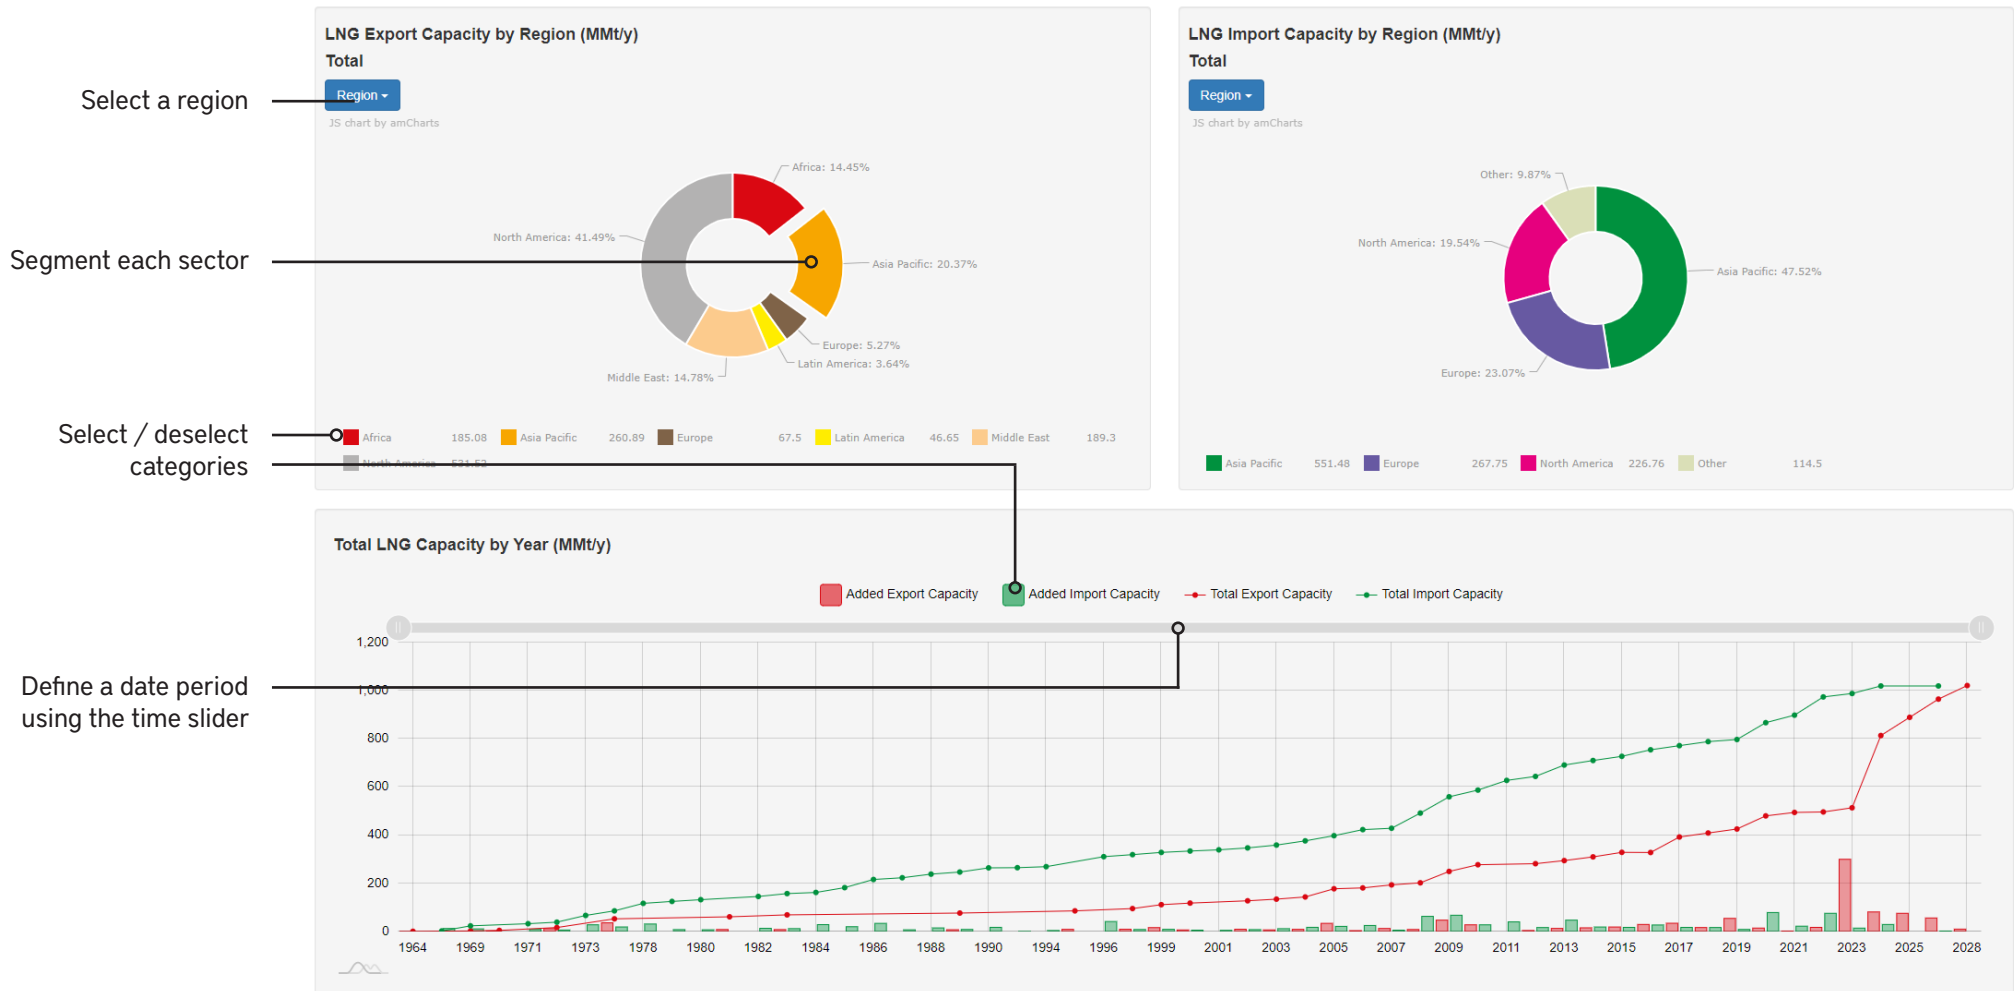 LNG Export Capacity by Region (MMt/y)
Total
Region
JS chart by amCharts
Africa: 14.45%
North America: 41.49%
Asia Pacific: 20.37%
Europe: 5.27%
Latin America: 3.64%
Middle East: 14.78%
Africa 185.08 Asia Pacific 260.89 Europe 67.5 Latin America 46.65 Middle East 189.3
North America 531.52
LNG Import Capacity by Region (MMt/y)
Total
Region
JS chart by amCharts
Other: 9.87%
North America: 19.54%
Asia Pacific: 47.52%
Europe: 23.07%
Asia Pacific 551.48 Europe 267.75 North America 226.76 Other 114.5
Select a region
Segment each sector
Select / deselect
categories
Define a date period
using the time slider
Total LNG Capacity by Year (MMt/y)
Added Export Capacity Added Import Capacity Total Export Capacity Total Import Capacity
1,200
1,000
800
600
400
200
0
1964 1969 1971 1973 1978 1980 1982 1984 1986 1988 1990 1994 1996 1999 2001 2003 2005 2007 2009 2011 2013 2015 2017 2019 2021 2023 2025 2028